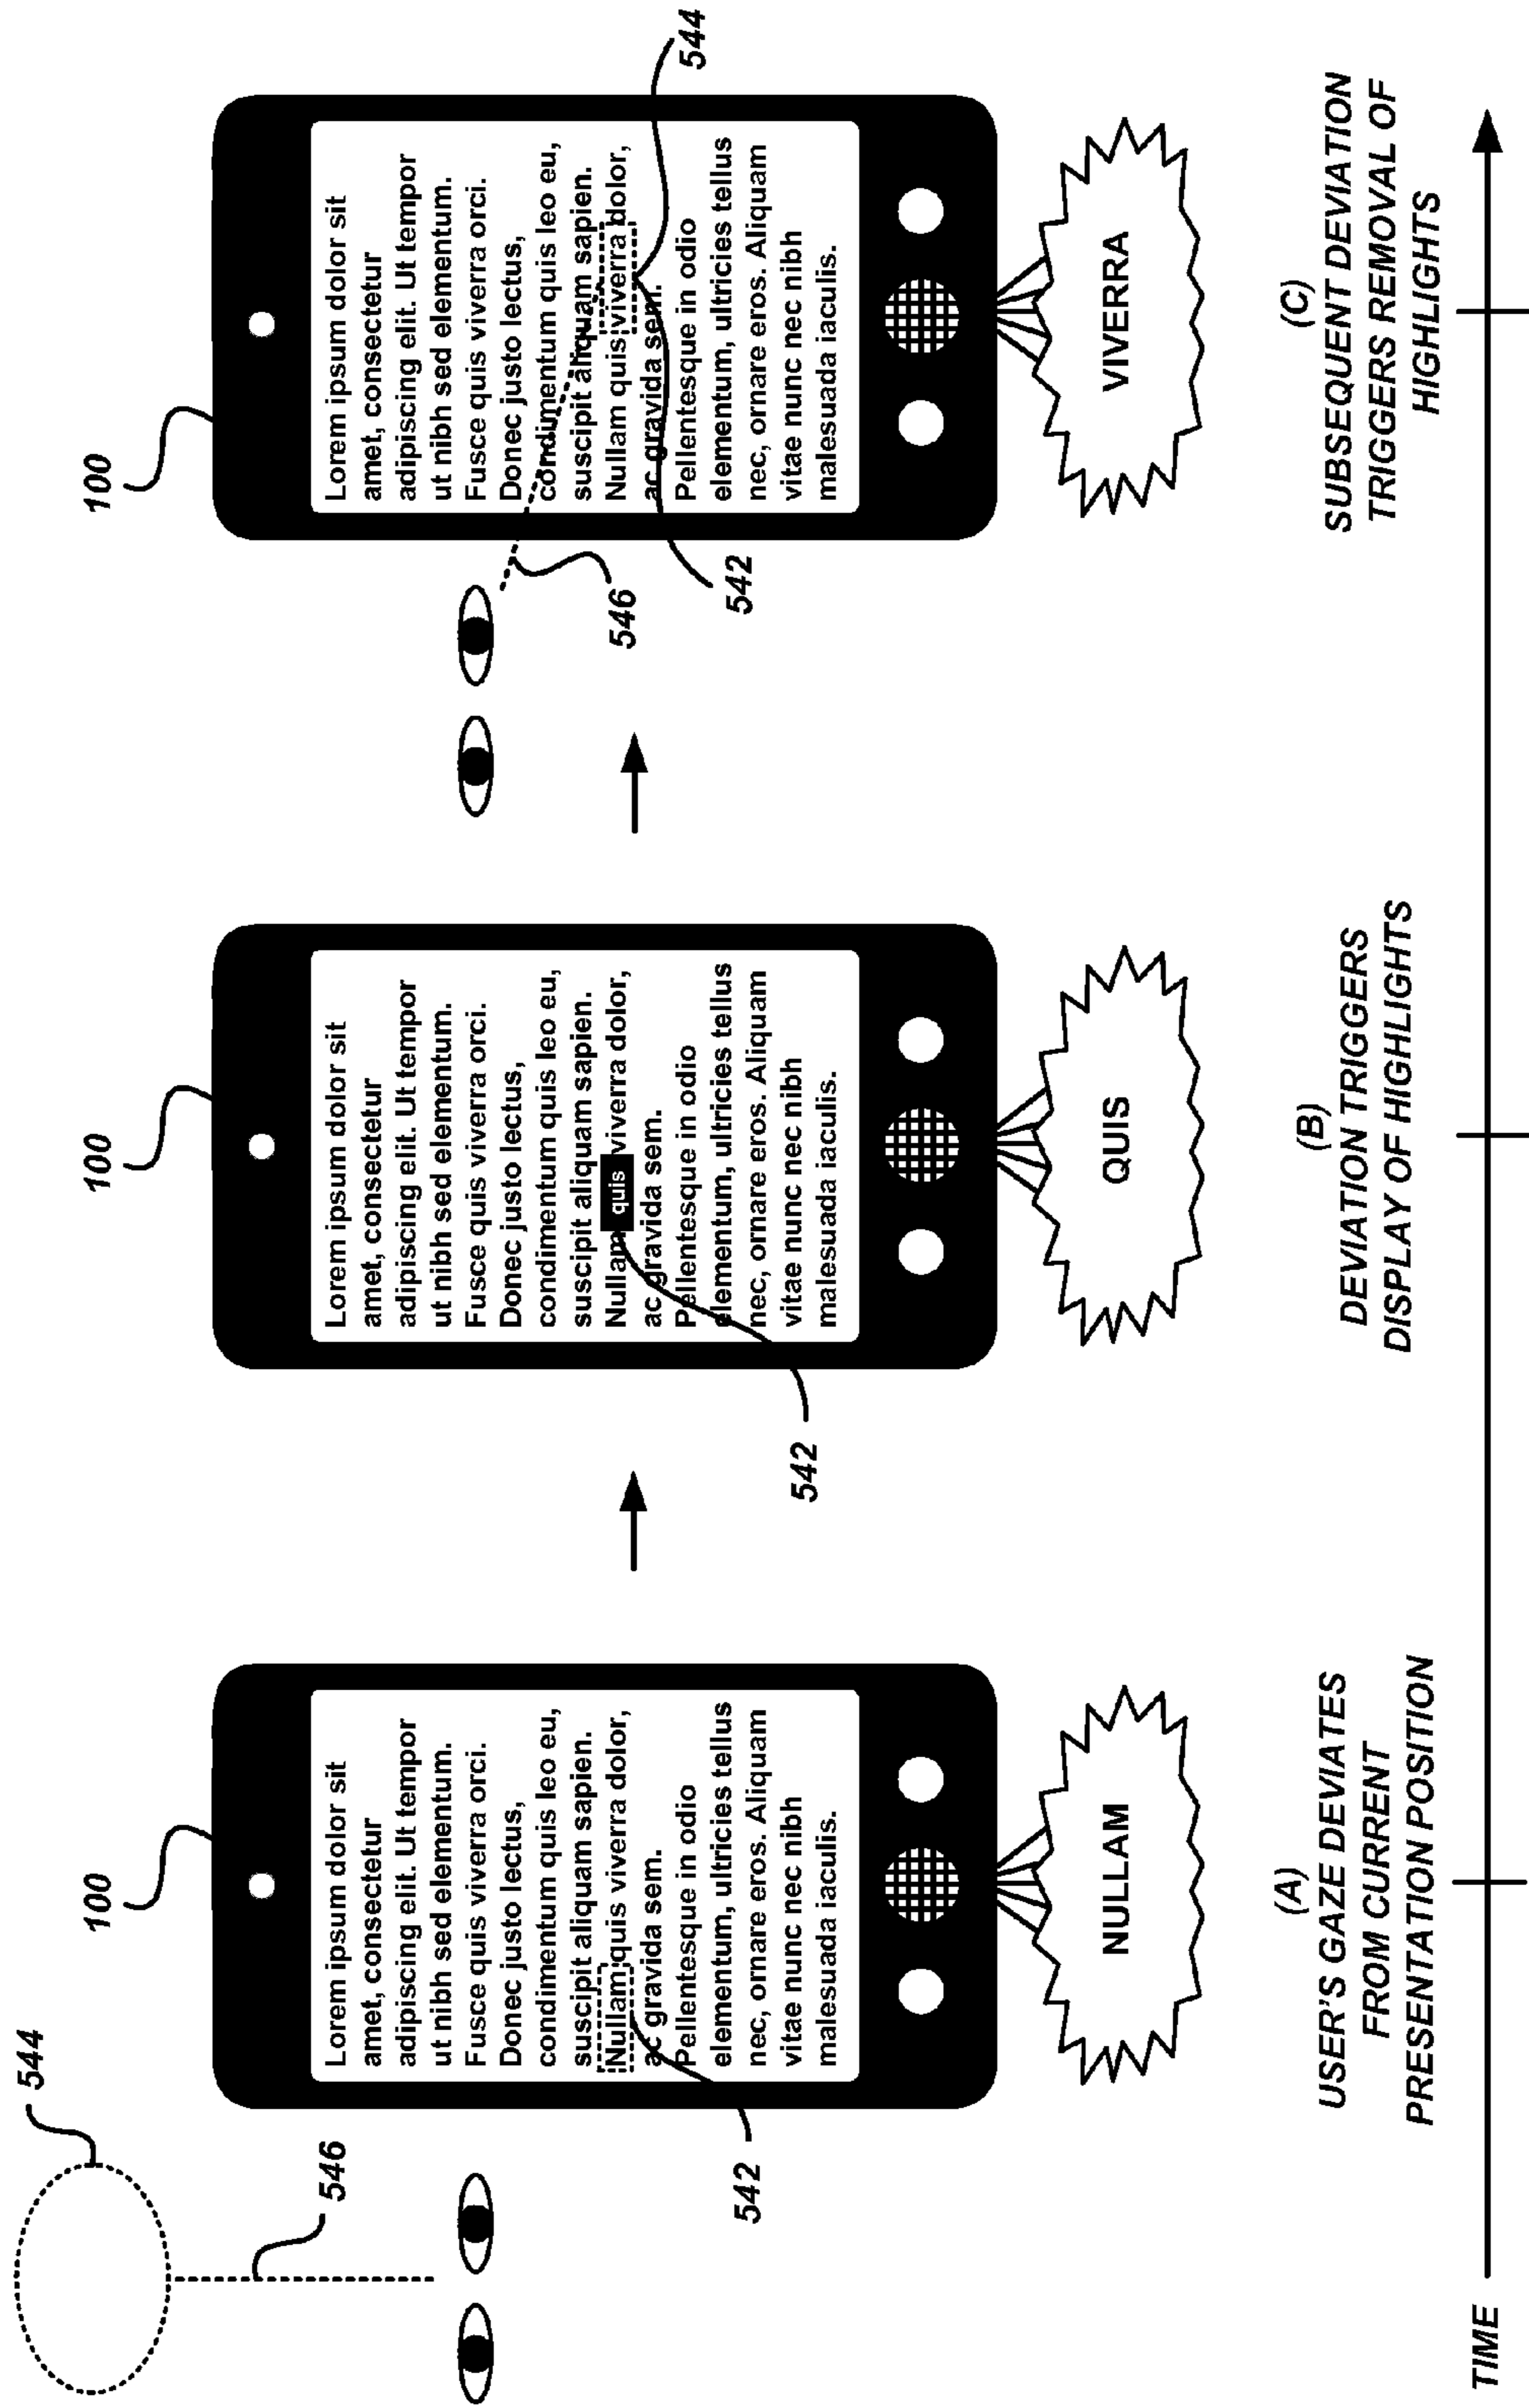 544
546
100
Lorem ipsum dolor sit
amet, consectetur
adipiscing elit. Ut tempor
ut nibh sed elementum.
Fusce quis viverra orci.
Donec justo lectus,
condimentum quis leo eu,
suscipit aliquam sapien.
Nullam quis viverra dolor,
ac gravida sem.
Pellentesque in odio
elementum, ultricies tellus
nec, ornare eros. Aliquam
vitae nunc nec nibh
malesuada iaculis.
542
NULLAM
(A)
USER'S GAZE DEVIATES
FROM CURRENT
PRESENTATION POSITION
100
Lorem ipsum dolor sit
amet, consectetur
adipiscing elit. Ut tempor
ut nibh sed elementum.
Fusce quis viverra orci.
Donec justo lectus,
condimentum quis leo eu,
suscipit aliquam sapien.
Nullam quis viverra dolor,
ac gravida sem.
Pellentesque in odio
elementum, ultricies tellus
nec, ornare eros. Aliquam
vitae nunc nec nibh
malesuada iaculis.
542
QUIS
(B)
DEVIATION TRIGGERS
DISPLAY OF HIGHLIGHTS
100
Lorem ipsum dolor sit
amet, consectetur
adipiscing elit. Ut tempor
ut nibh sed elementum.
Fusce quis viverra orci.
Donec justo lectus,
condimentum quis leo eu,
suscipit aliquam sapien.
Nullam quis viverra dolor,
ac gravida sem.
Pellentesque in odio
elementum, ultricies tellus
nec, ornare eros. Aliquam
vitae nunc nec nibh
malesuada iaculis.
546
542
544
VIVERRA
(C)
SUBSEQUENT DEVIATION
TRIGGERS REMOVAL OF
HIGHLIGHTS
TIME